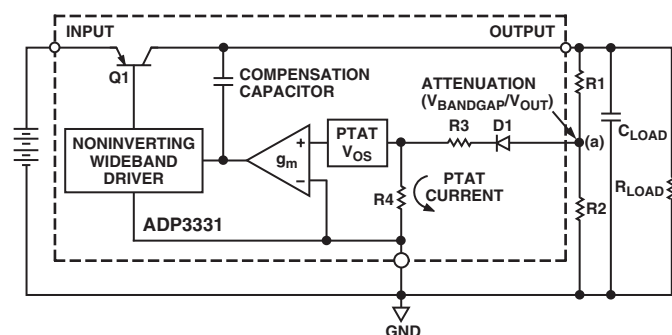 INPUT
OUTPUT
Q1
COMPENSATION
CAPACITOR
ATTENUATION
(VBANDGAP/VOUT)
R1
NONINVERTING
WIDEBAND
DRIVER
gm
+
–
PTAT
VOS
R3
D1
(a)
CLOAD
RLOAD
R4
PTAT
CURRENT
R2
ADP3331
GND